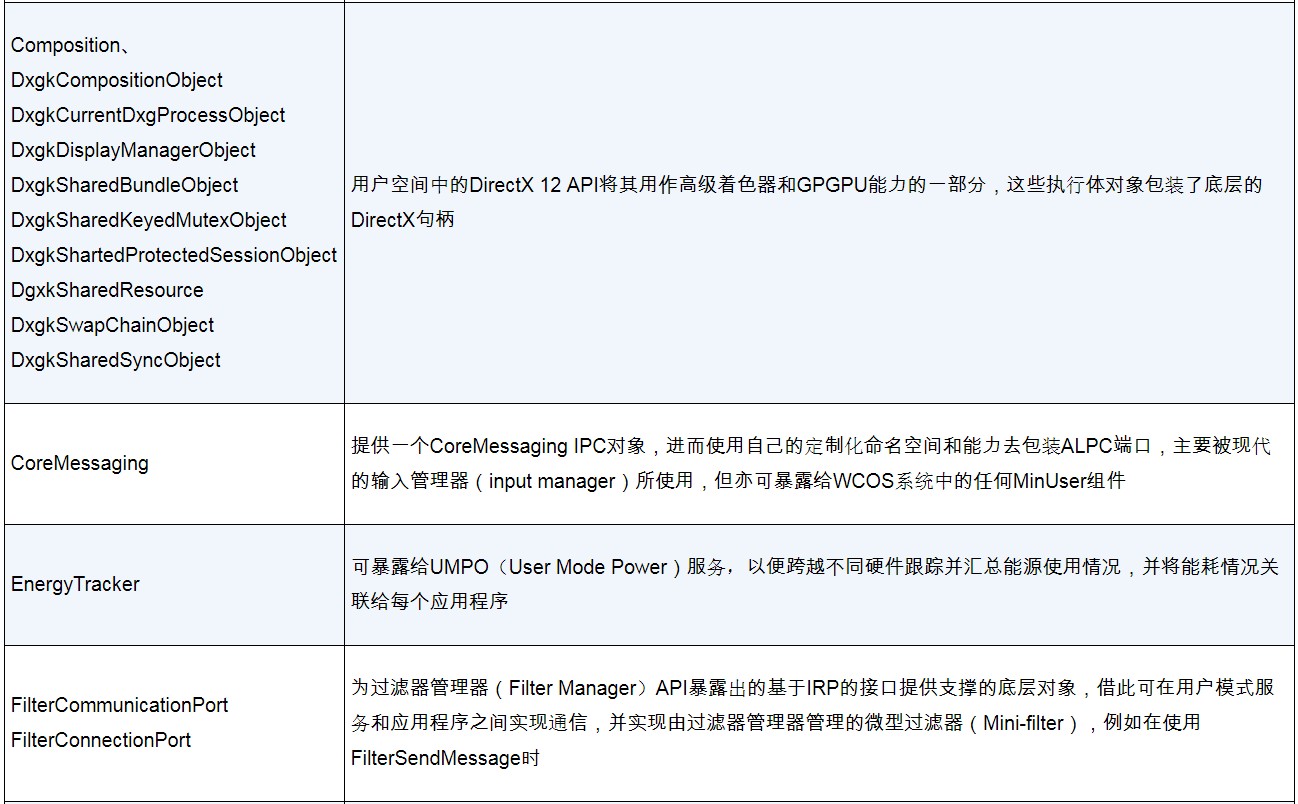 Composition、
DxgkCompositionObject
DxgkCurrentDxgProcessObject
DxgkDisplayManagerObject
DxgkSharedBundleObject
DxgkSharedKeyedMutexObject
DxgkShartedProtectedSessionObject
DgxkSharedResource
DxgkSwapChainObject
DxgkSharedSyncObject
用户空间中的DirectX 12 API将其用作高级着色器和GPGPU能力的一部分，这些执行体对象包装了底层的
DirectX句柄
CoreMessaging
提供一个CoreMessaging IPC对象，进而使用自己的定制化命名空间和能力去包装ALPC端口，主要被现代
的输入管理器（input manager）所使用，但亦可暴露给WCOS系统中的任何MinUser组件
EnergyTracker
可暴露给UMPO（User Mode Power）服务，以便跨越不同硬件跟踪并汇总能源使用情况，并将能耗情况关
联给每个应用程序
FilterCommunicationPort
FilterConnectionPort
为过滤器管理器（Filter Manager）API暴露出的基于IRP的接口提供支撑的底层对象，借此可在用户模式服
务和应用程序之间实现通信，并实现由过滤器管理器管理的微型过滤器（Mini-filter），例如在使用
FilterSendMessage时